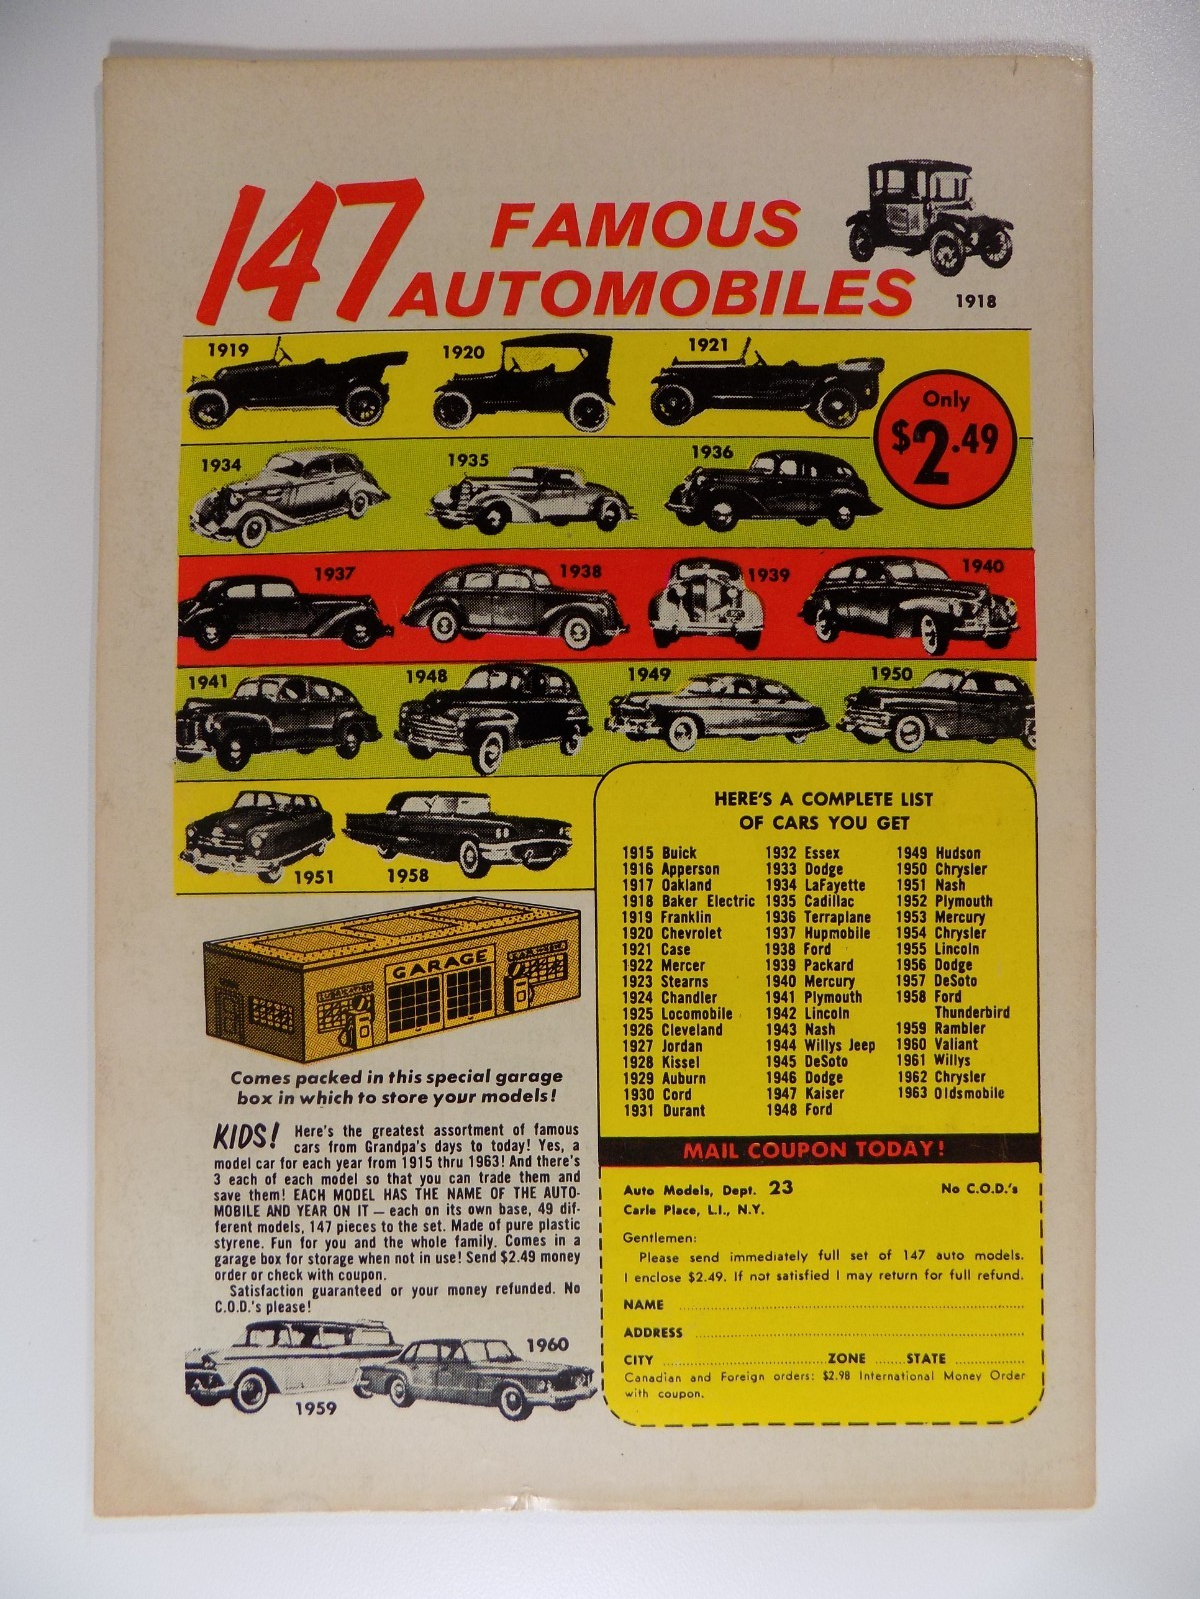 147 FAMOUS
AUTOMOBILES
1918
1919
1920
1921
Only
$2.49
1934
1935
1936
1937
1938
1939
1940
1941
1948
1949
1950
1951
1958
GARAGE
Comes packed in this special garage
box in which to store your models!
KIDS! Here's the greatest assortment of famous
cars from Grandpa's days to today! Yes, a
model car for each year from 1915 thru 1963! And there's
3 each of each model so that you can trade them and
save them! EACH MODEL HAS THE NAME OF THE AUTO-
MOBILE AND YEAR ON IT — each on its own base, 49 dif-
ferent models, 147 pieces to the set. Made of pure plastic
styrene. Fun for you and the whole family. Comes in a
garage box for storage when not in use! Send $2.49 money
order or check with coupon.
Satisfaction guaranteed or your money refunded. No
C.O.D.'s please!
1959
1960
HERE'S A COMPLETE LIST
OF CARS YOU GET
1915 Buick
1916 Apperson
1917 Oakland
1918 Baker Electric
1919 Franklin
1920 Chevrolet
1921 Case
1922 Mercer
1923 Stearns
1924 Chandler
1925 Locomobile
1926 Cleveland
1927 Jordan
1928 Kissel
1929 Auburn
1930 Cord
1931 Durant
1932 Essex
1933 Dodge
1934 LaFayette
1935 Cadillac
1936 Terraplane
1937 Hupmobile
1938 Ford
1939 Packard
1940 Mercury
1941 Plymouth
1942 Lincoln
1943 Nash
1944 Willys Jeep
1945 DeSoto
1946 Dodge
1947 Kaiser
1948 Ford
1949 Hudson
1950 Chrysler
1951 Nash
1952 Plymouth
1953 Mercury
1954 Chrysler
1955 Lincoln
1956 Dodge
1957 DeSoto
1958 Ford
Thunderbird
1959 Rambler
1960 Valiant
1961 Willys
1962 Chrysler
1963 Oldsmobile
MAIL COUPON TODAY!
Auto Models, Dept. 23 No C.O.D.'s
Carle Place, L.I., N.Y.
Gentlemen:
Please send immediately full set of 147 auto models.
I enclose $2.49. If not satisfied I may return for full refund.
NAME
ADDRESS
CITY ZONE STATE
Canadian and Foreign orders: $2.98 International Money Order
with coupon.